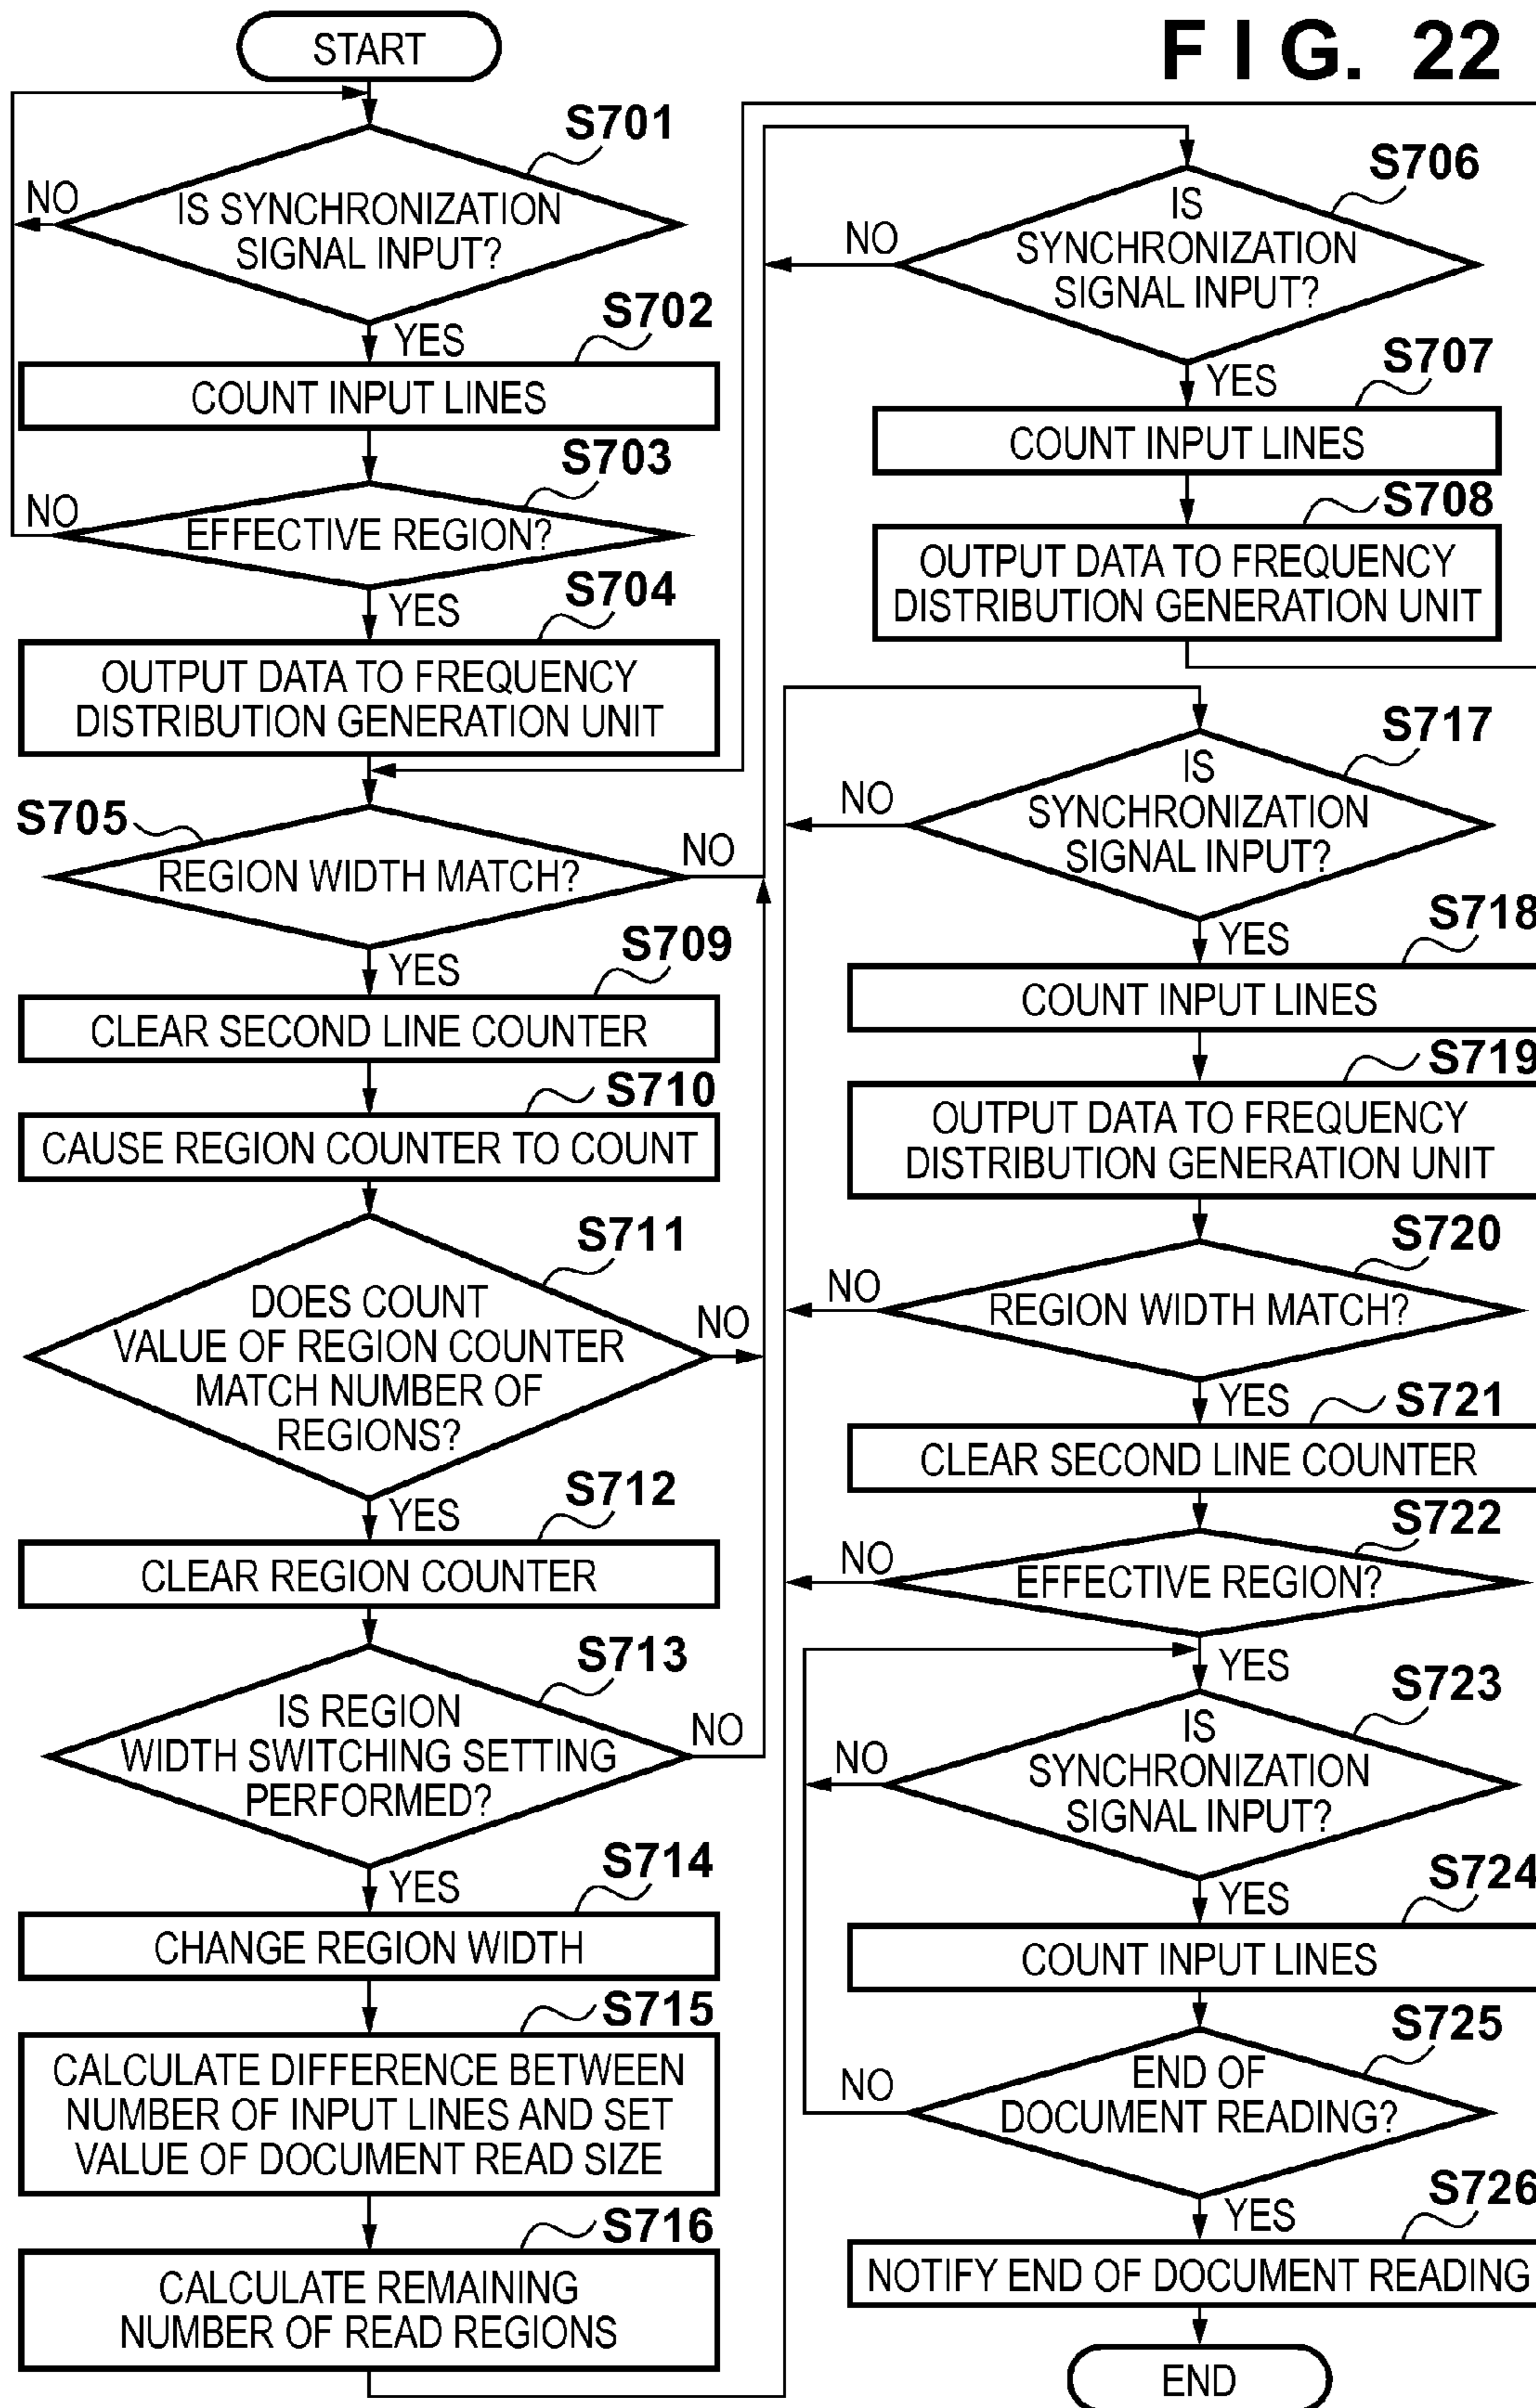 FIG. 22
START
S701
IS SYNCHRONIZATION
SIGNAL INPUT?
NO
YES
S702
COUNT INPUT LINES
S703
EFFECTIVE REGION?
NO
YES
S704
OUTPUT DATA TO FREQUENCY
DISTRIBUTION GENERATION UNIT
S705
REGION WIDTH MATCH?
NO
YES
S709
CLEAR SECOND LINE COUNTER
S710
CAUSE REGION COUNTER TO COUNT
S711
DOES COUNT
VALUE OF REGION COUNTER
MATCH NUMBER OF
REGIONS?
NO
YES
S712
CLEAR REGION COUNTER
S713
IS REGION
WIDTH SWITCHING SETTING
PERFORMED?
NO
YES
S714
CHANGE REGION WIDTH
S715
CALCULATE DIFFERENCE BETWEEN
NUMBER OF INPUT LINES AND SET
VALUE OF DOCUMENT READ SIZE
S716
CALCULATE REMAINING
NUMBER OF READ REGIONS
S706
IS
SYNCHRONIZATION
SIGNAL INPUT?
NO
YES
S707
COUNT INPUT LINES
S708
OUTPUT DATA TO FREQUENCY
DISTRIBUTION GENERATION UNIT
S717
IS
SYNCHRONIZATION
SIGNAL INPUT?
NO
YES
S718
COUNT INPUT LINES
S719
OUTPUT DATA TO FREQUENCY
DISTRIBUTION GENERATION UNIT
S720
REGION WIDTH MATCH?
NO
YES
S721
CLEAR SECOND LINE COUNTER
S722
EFFECTIVE REGION?
NO
YES
S723
IS
SYNCHRONIZATION
SIGNAL INPUT?
NO
YES
S724
COUNT INPUT LINES
S725
END OF
DOCUMENT READING?
NO
YES
S726
NOTIFY END OF DOCUMENT READING
END